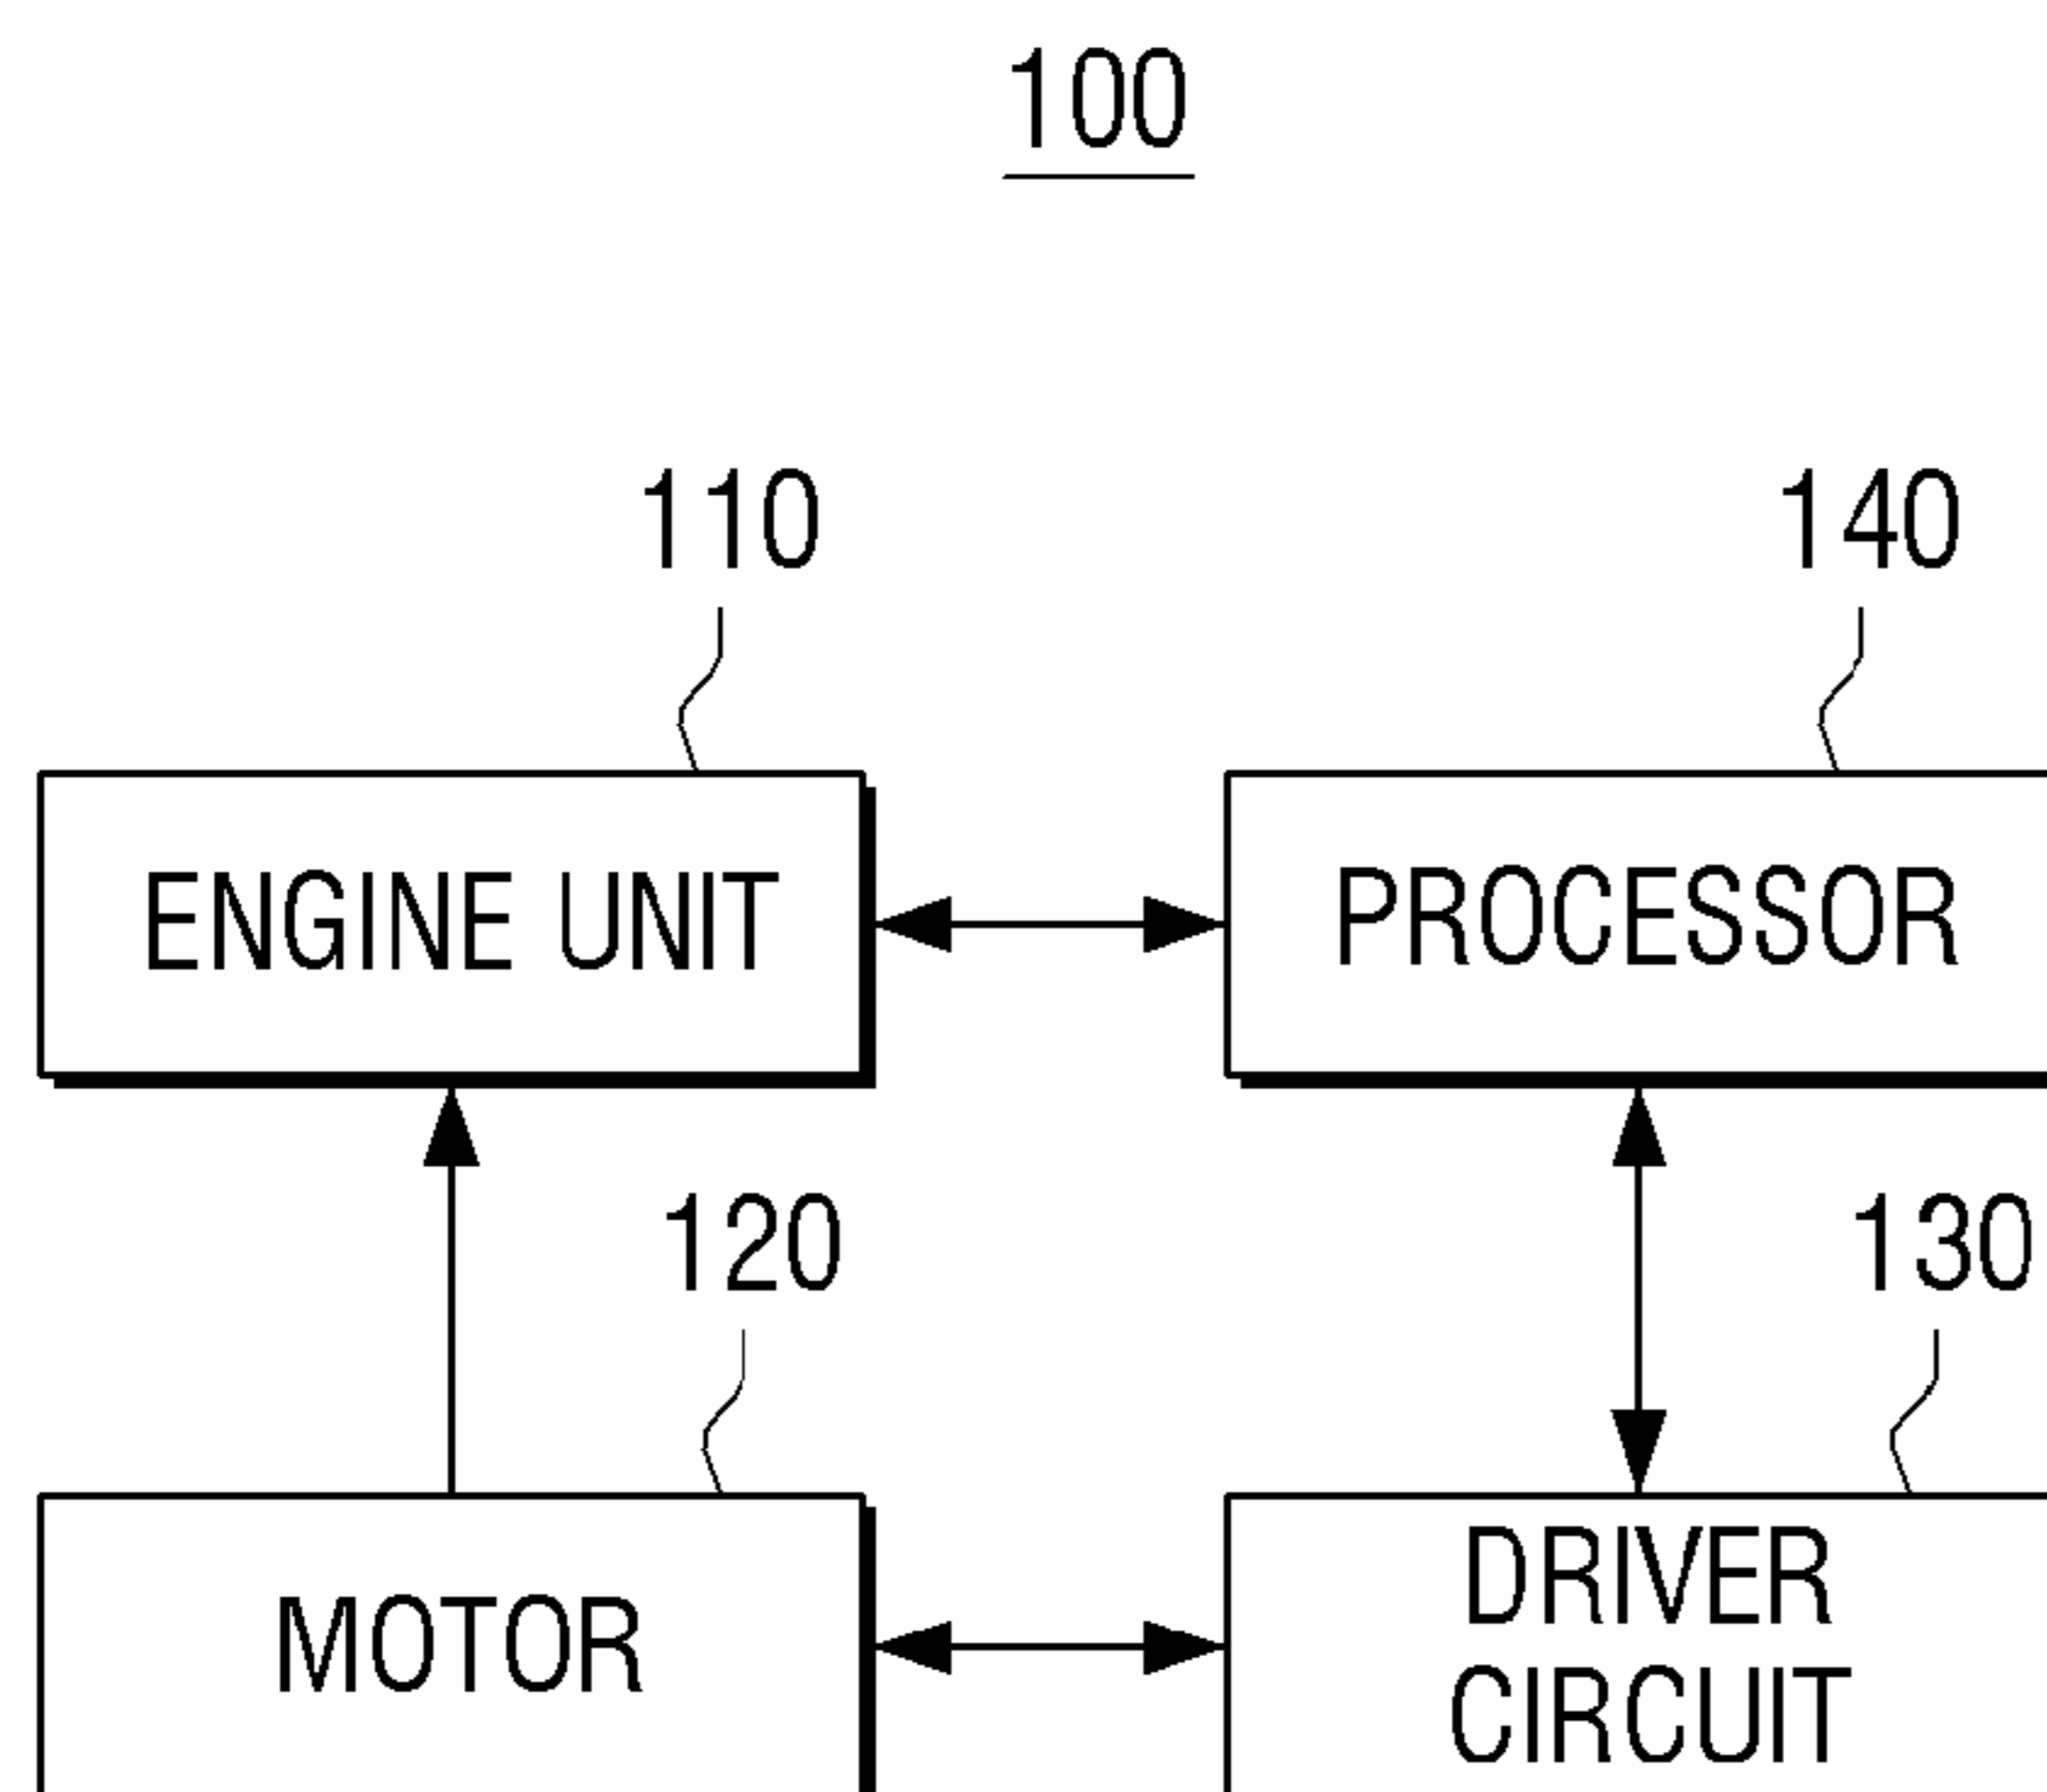 100
110
140
ENGINE UNIT
PROCESSOR
120
130
MOTOR
DRIVER
CIRCUIT